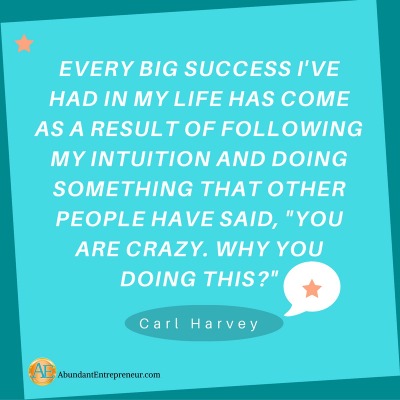 EVERY BIG SUCCESS I'VE
HAD IN MY LIFE HAS COME
AS A RESULT OF FOLLOWING
MY INTUITION AND DOING
SOMETHING THAT OTHER
PEOPLE HAVE SAID, "YOU
ARE CRAZY. WHY YOU
DOING THIS?"
Carl Harvey
AE AbundantEntrepreneur.com